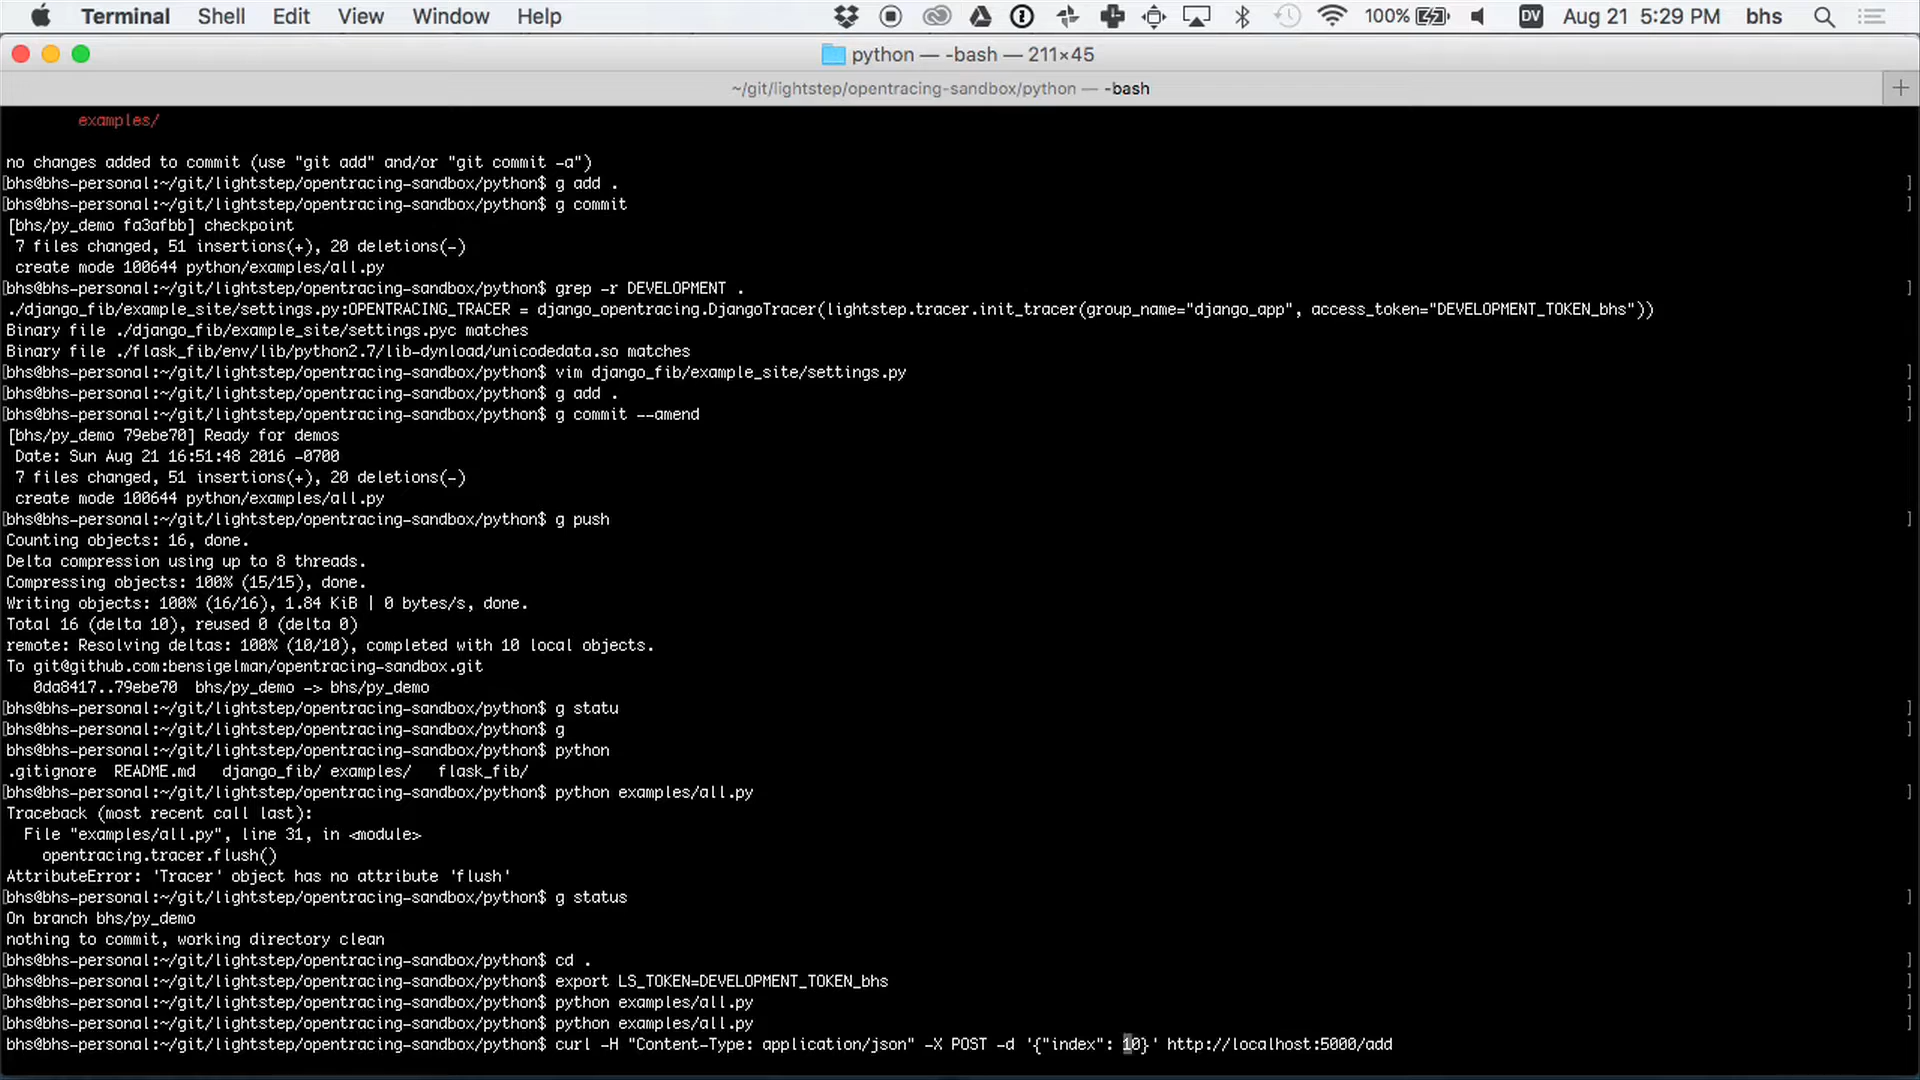 Terminal Shell Edit View Window Help 100% DV Aug 21 5:29 PM bhs
python — -bash — 211×45
~/git/lightstep/opentracing-sandbox/python — -bash
examples/
no changes added to commit (use "git add" and/or "git commit -a")
[bhs@bhs-personal:~/git/lightstep/opentracing-sandbox/python$ g add . ]
[bhs@bhs-personal:~/git/lightstep/opentracing-sandbox/python$ g commit ]
[bhs/py_demo fa3afbb] checkpoint
7 files changed, 51 insertions(+), 20 deletions(-)
create mode 100644 python/examples/all.py
[bhs@bhs-personal:~/git/lightstep/opentracing-sandbox/python$ grep -r DEVELOPMENT . ]
./django_fib/example_site/settings.py:OPENTRACING_TRACER = django_opentracing.DjangoTracer(lightstep.tracer.init_tracer(group_name="django_app", access_token="DEVELOPMENT_TOKEN_bhs"))
Binary file ./django_fib/example_site/settings.pyc matches
Binary file ./flask_fib/env/lib/python2.7/lib-dynload/unicodedata.so matches
[bhs@bhs-personal:~/git/lightstep/opentracing-sandbox/python$ vim django_fib/example_site/settings.py ]
[bhs@bhs-personal:~/git/lightstep/opentracing-sandbox/python$ g add . ]
[bhs@bhs-personal:~/git/lightstep/opentracing-sandbox/python$ g commit --amend ]
[bhs/py_demo 79ebe70] Ready for demos
Date: Sun Aug 21 16:51:48 2016 -0700
7 files changed, 51 insertions(+), 20 deletions(-)
create mode 100644 python/examples/all.py
[bhs@bhs-personal:~/git/lightstep/opentracing-sandbox/python$ g push ]
Counting objects: 16, done.
Delta compression using up to 8 threads.
Compressing objects: 100% (15/15), done.
Writing objects: 100% (16/16), 1.84 KiB | 0 bytes/s, done.
Total 16 (delta 10), reused 0 (delta 0)
remote: Resolving deltas: 100% (10/10), completed with 10 local objects.
To git@github.com:bensigelman/opentracing-sandbox.git
0da8417..79ebe70 bhs/py_demo -> bhs/py_demo
[bhs@bhs-personal:~/git/lightstep/opentracing-sandbox/python$ g statu ]
[bhs@bhs-personal:~/git/lightstep/opentracing-sandbox/python$ g ]
bhs@bhs-personal:~/git/lightstep/opentracing-sandbox/python$ python
.gitignore README.md django_fib/ examples/ flask_fib/
[bhs@bhs-personal:~/git/lightstep/opentracing-sandbox/python$ python examples/all.py ]
Traceback (most recent call last):
File "examples/all.py", line 31, in <module>
opentracing.tracer.flush()
AttributeError: 'Tracer' object has no attribute 'flush'
[bhs@bhs-personal:~/git/lightstep/opentracing-sandbox/python$ g status ]
On branch bhs/py_demo
nothing to commit, working directory clean
[bhs@bhs-personal:~/git/lightstep/opentracing-sandbox/python$ cd . ]
[bhs@bhs-personal:~/git/lightstep/opentracing-sandbox/python$ export LS_TOKEN=DEVELOPMENT_TOKEN_bhs ]
[bhs@bhs-personal:~/git/lightstep/opentracing-sandbox/python$ python examples/all.py ]
[bhs@bhs-personal:~/git/lightstep/opentracing-sandbox/python$ python examples/all.py ]
bhs@bhs-personal:~/git/lightstep/opentracing-sandbox/python$ curl -H "Content-Type: application/json" -X POST -d '{"index": 10}' http://localhost:5000/add